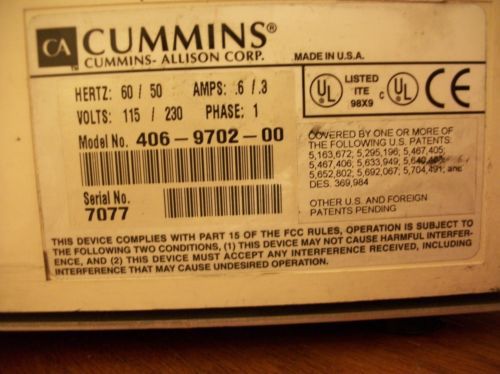 CA CUMMINS®
TM CUMMINS-ALLISON CORP.
MADE IN U.S.A.
HERTZ: 60 / 50 AMPS: .6 / .3
VOLTS: 115 / 230 PHASE: 1
UL LISTED ITE 98X9 C UL CE
Model No. 406-9702-00
Serial No.
7077
COVERED BY ONE OR MORE OF
THE FOLLOWING U.S. PATENTS:
5,163,672; 5,295,196; 5,467,405;
5,467,406; 5,633,949;
5,652,802; 5,692,067; 5,704,491; and
DES. 369,984
OTHER U.S. AND FOREIGN
PATENTS PENDING
THIS DEVICE COMPLIES WITH PART 15 OF THE FCC RULES, OPERATION IS SUBJECT TO
THE FOLLOWING TWO CONDITIONS, (1) THIS DEVICE MAY NOT CAUSE HARMFUL INTERFER-
ENCE, AND (2) THIS DEVICE MUST ACCEPT ANY INTERFERENCE RECEIVED, INCLUDING
INTERFERENCE THAT MAY CAUSE UNDESIRED OPERATION.